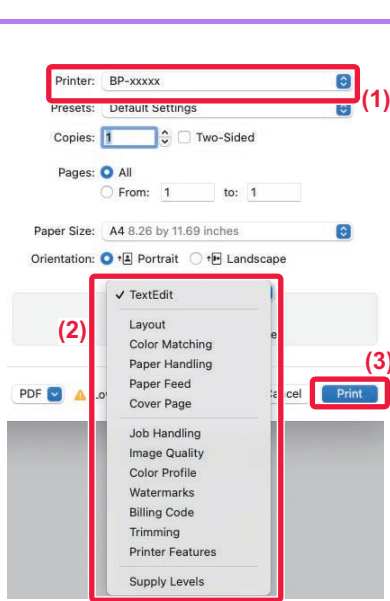 Printer: BP-xxxxx
(1)
Presets: Default Settings
Copies: 1 Two-Sided
Pages: All
From: 1 to: 1
Paper Size: A4 8.26 by 11.69 inches
Orientation: Portrait Landscape
✓ TextEdit
(2)
Layout
Color Matching
Paper Handling
Paper Feed
Cover Page
(3)
PDF Print
Job Handling
Image Quality
Color Profile
Watermarks
Billing Code
Trimming
Printer Features
Supply Levels